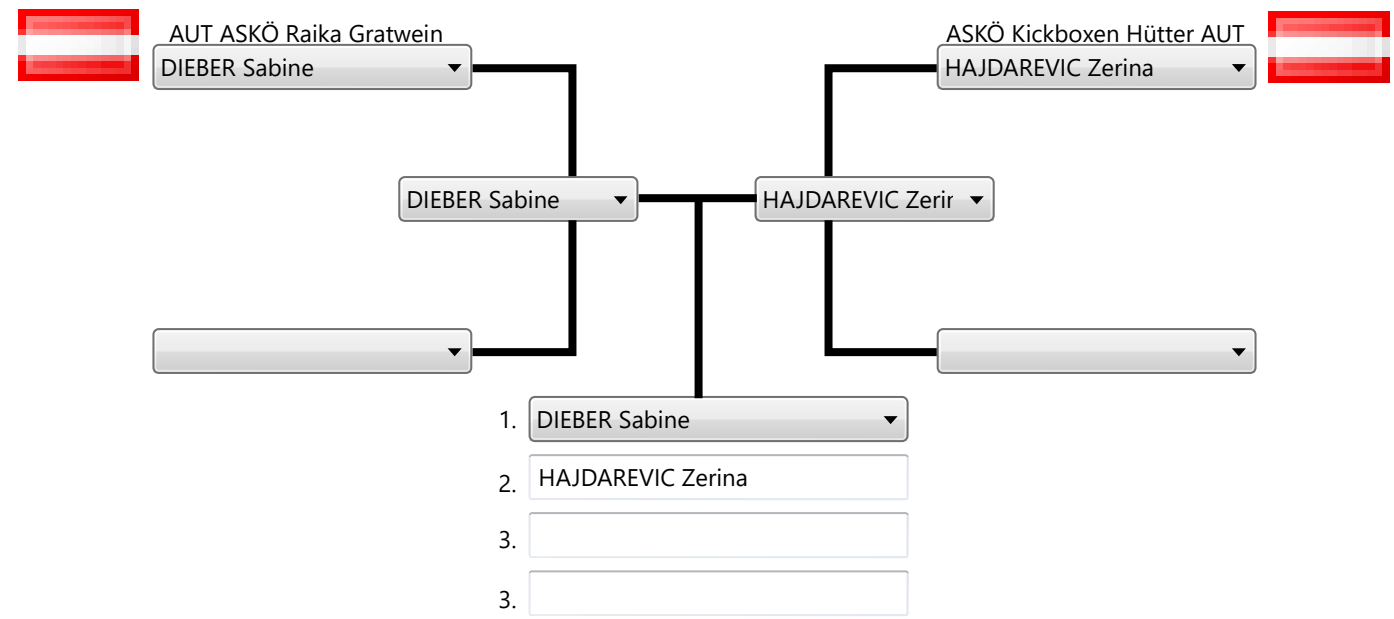 AUT ASKÖ Raika Gratwein
ASKÖ Kickboxen Hütter AUT
DIEBER Sabine
HAJDAREVIC Zerina
DIEBER Sabine
HAJDAREVIC Zerir
1. DIEBER Sabine
2. HAJDAREVIC Zerina
3.
3.